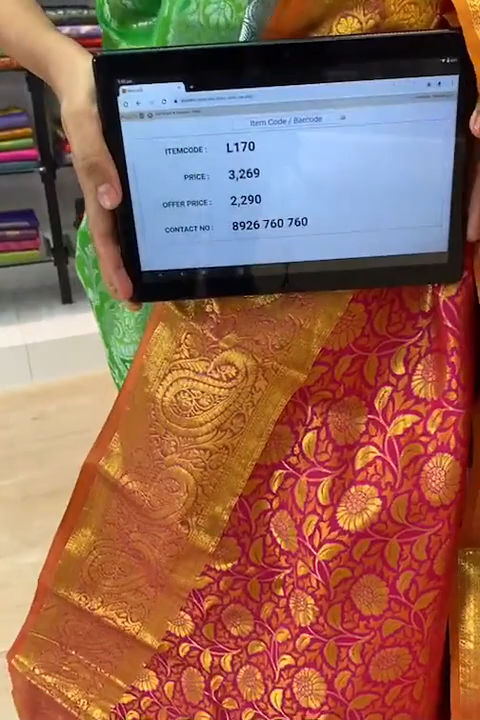 Item Code / Barcode
ITEMCODE : L170
PRICE : 3,269
OFFER PRICE : 2,290
CONTACT NO : 8926 760 760